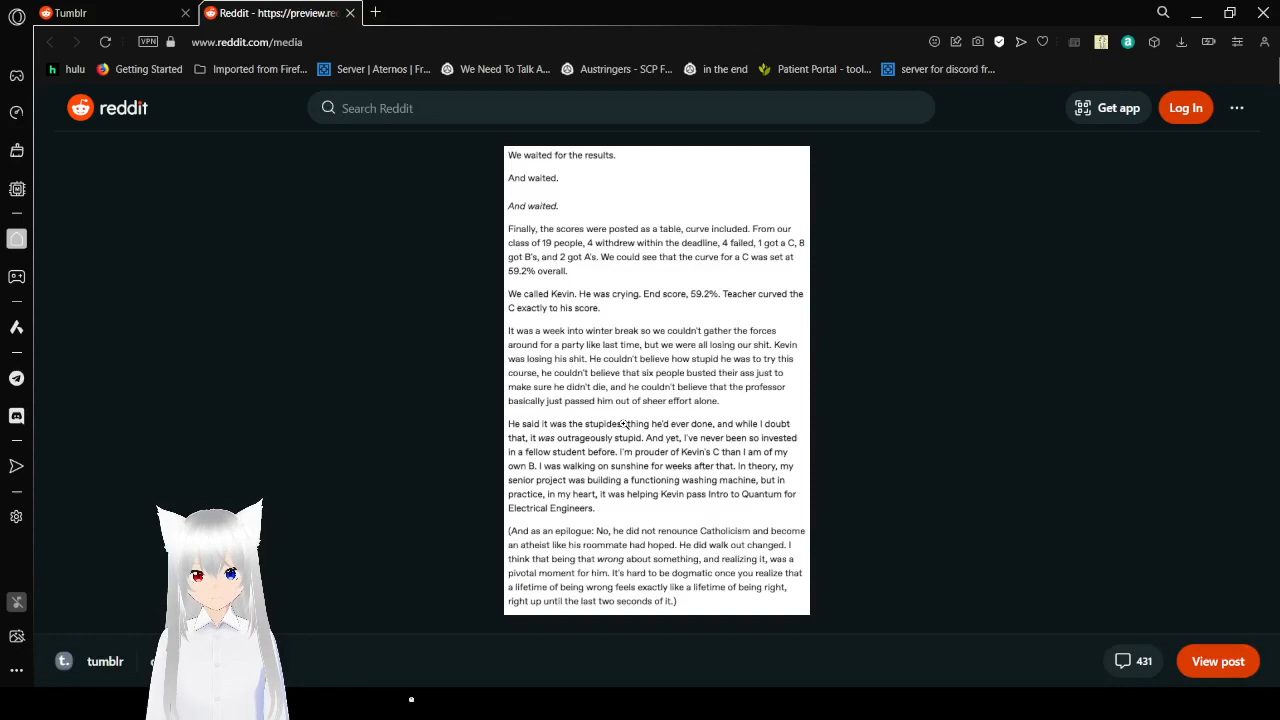 Tumblr
Reddit - https://preview.rec
VPN
www.reddit.com/media
hulu
Getting Started
Imported from Firef...
Server | Aternos | Fr...
We Need To Talk A...
Austringers - SCP F...
in the end
Patient Portal - tool...
server for discord fr...
reddit
Search Reddit
Get app
Log In
We waited for the results.
And waited.
And waited.
Finally, the scores were posted as a table, curve included. From our
class of 19 people, 4 withdrew within the deadline, 4 failed, 1 got a C, 8
got B's, and 2 got A's. We could see that the curve for a C was set at
59.2% overall.
We called Kevin. He was crying. End score, 59.2%. Teacher curved the
C exactly to his score.
It was a week into winter break so we couldn't gather the forces
around for a party like last time, but we were all losing our shit. Kevin
was losing his shit. He couldn't believe how stupid he was to try this
course, he couldn't believe that six people busted their ass just to
make sure he didn't die, and he couldn't believe that the professor
basically just passed him out of sheer effort alone.
He said it was the stupidest thing he'd ever done, and while I doubt
that, it was outrageously stupid. And yet, I've never been so invested
in a fellow student before. I'm prouder of Kevin's C than I am of my
own B. I was walking on sunshine for weeks after that. In theory, my
senior project was building a functioning washing machine, but in
practice, in my heart, it was helping Kevin pass Intro to Quantum for
Electrical Engineers.
(And as an epilogue: No, he did not renounce Catholicism and become
an atheist like his roommate had hoped. He did walk out changed. I
think that being that wrong about something, and realizing it, was a
pivotal moment for him. It's hard to be dogmatic once you realize that
a lifetime of being wrong feels exactly like a lifetime of being right,
right up until the last two seconds of it.)
t.
tumblr
431
View post